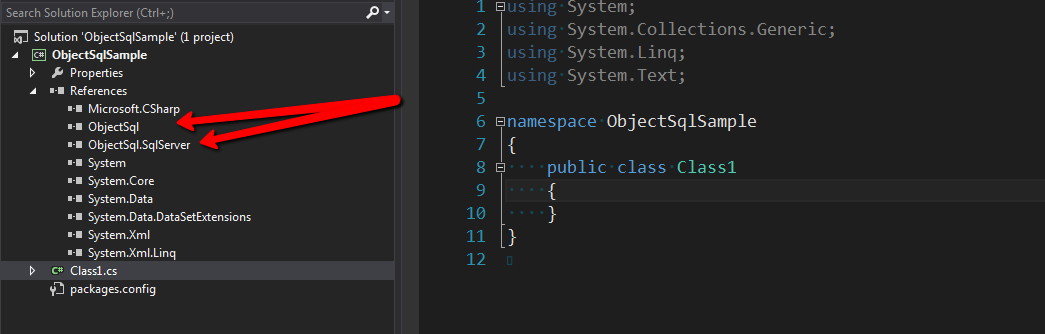 Search Solution Explorer (Ctrl+;)
Solution 'ObjectSqlSample' (1 project)
C# ObjectSqlSample
Properties
References
Microsoft.CSharp
ObjectSql
ObjectSql.SqlServer
System
System.Core
System.Data
System.Data.DataSetExtensions
System.Xml
System.Xml.Linq
C# Class1.cs
packages.config
1 using System;
2 using System.Collections.Generic;
3 using System.Linq;
4 using System.Text;
5
6 namespace ObjectSqlSample
7 {
8 public class Class1
9 {
10 }
11 }
12